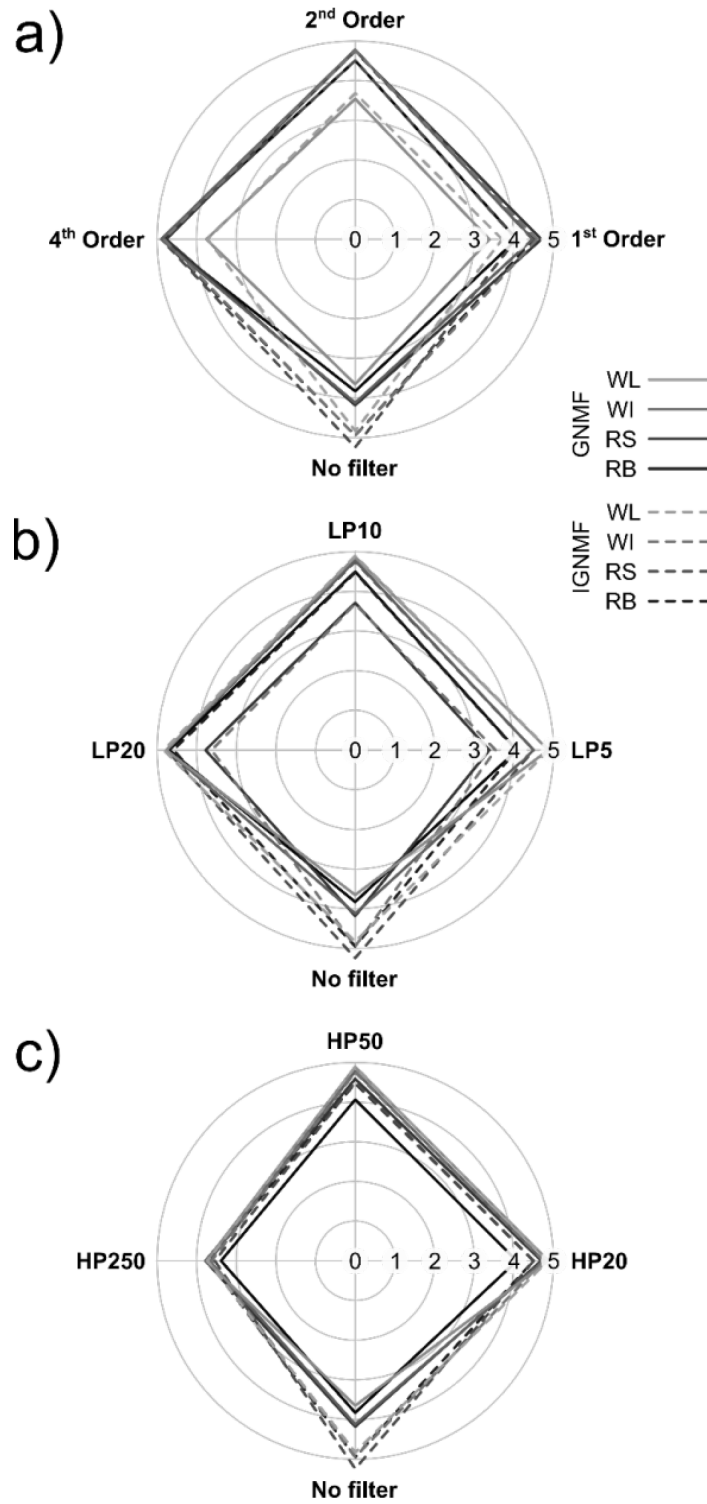 a)
2nd Order
4th Order
0 1 2 3 4 5
1st Order
No filter
GNMF
WL
WI
RS
RB
IGNMF
WL
WI
RS
RB
b)
LP10
LP20
0 1 2 3 4 5
LP5
No filter
c)
HP50
HP250
0 1 2 3 4 5
HP20
No filter